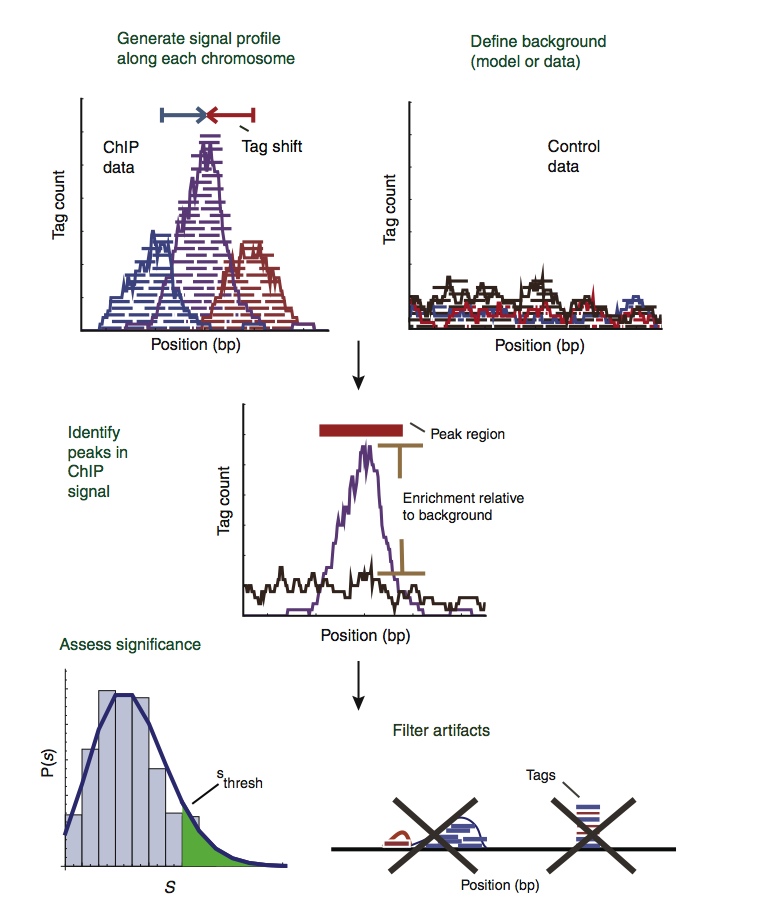 Generate signal profile
along each chromosome
Define background
(model or data)
ChIP
data
Tag shift
Control
data
Tag count
Tag count
Position (bp)
Position (bp)
Identify
peaks in
ChIP
signal
Peak region
Tag count
Enrichment relative
to background
Position (bp)
Assess significance
P(s)
s
thresh
S
Filter artifacts
Tags
Position (bp)